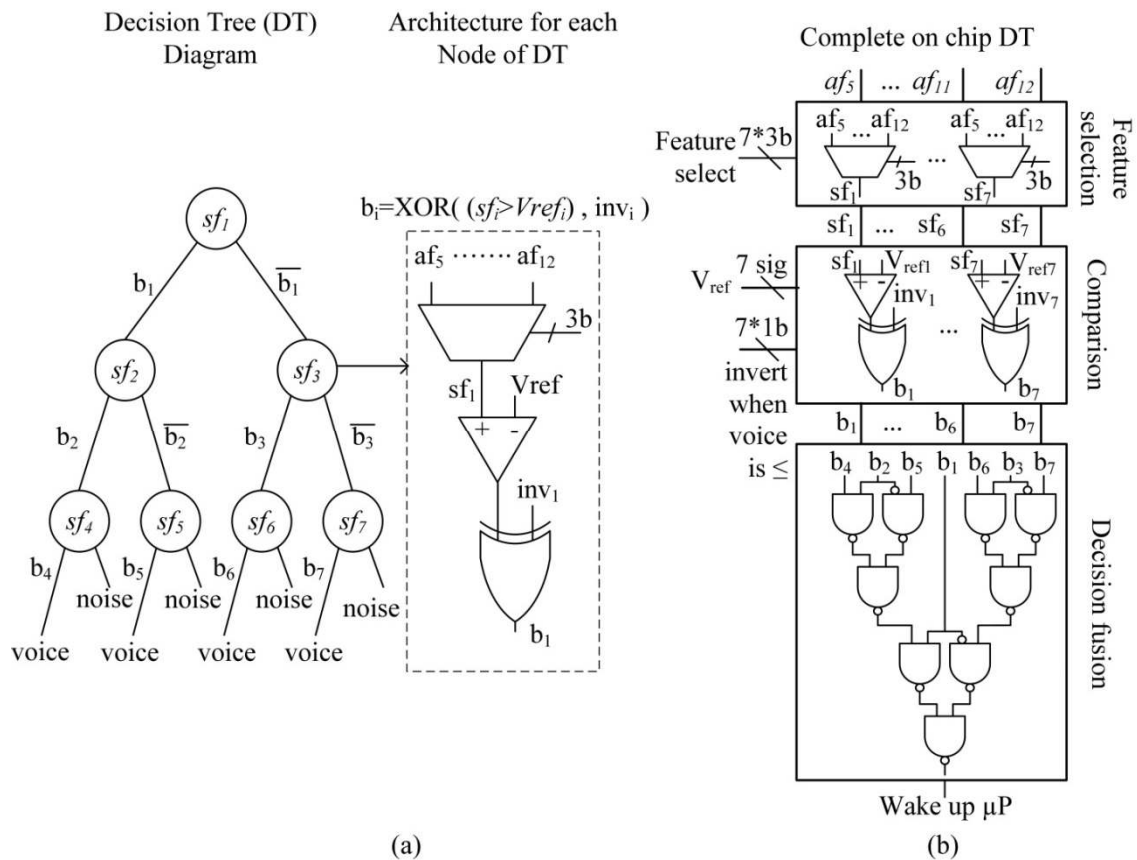 Decision Tree (DT)
Diagram
sf1
b1
b̅1̅
sf2
sf3
b2
b̅2̅
b3
b̅3̅
sf4
sf5
sf6
sf7
b4
b5
b6
b7
noise
noise
noise
noise
voice
voice
voice
voice
Architecture for each
Node of DT
bi=XOR( (sfi>Vrefi) , invi )
af5 ........ af12
3b
sf1
Vref
+ -
inv1
b1
(a)
Complete on chip DT
af5 ... af11 af12
af5 ... af12
af5 ... af12
Feature
select
7*3b
3b
...
3b
sf1
sf7
Feature
selection
sf1 ... sf6 sf7
Vref
7 sig
sf1
Vref1
+ -
inv1
sf7
Vref7
+ -
inv7
...
7*1b
invert
when
voice
is ≤
b1
b7
Comparison
b1 ... b6 b7
b4 b2 b5 b1 b6 b3 b7
Decision fusion
Wake up µP
(b)